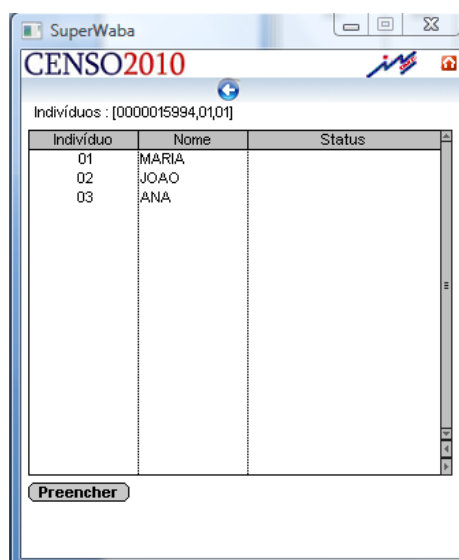 SuperWaba
CENSO2010
Indivíduos : [0000015994,01,01]
Indivíduo Nome Status
01 MARIA
02 JOAO
03 ANA
Preencher